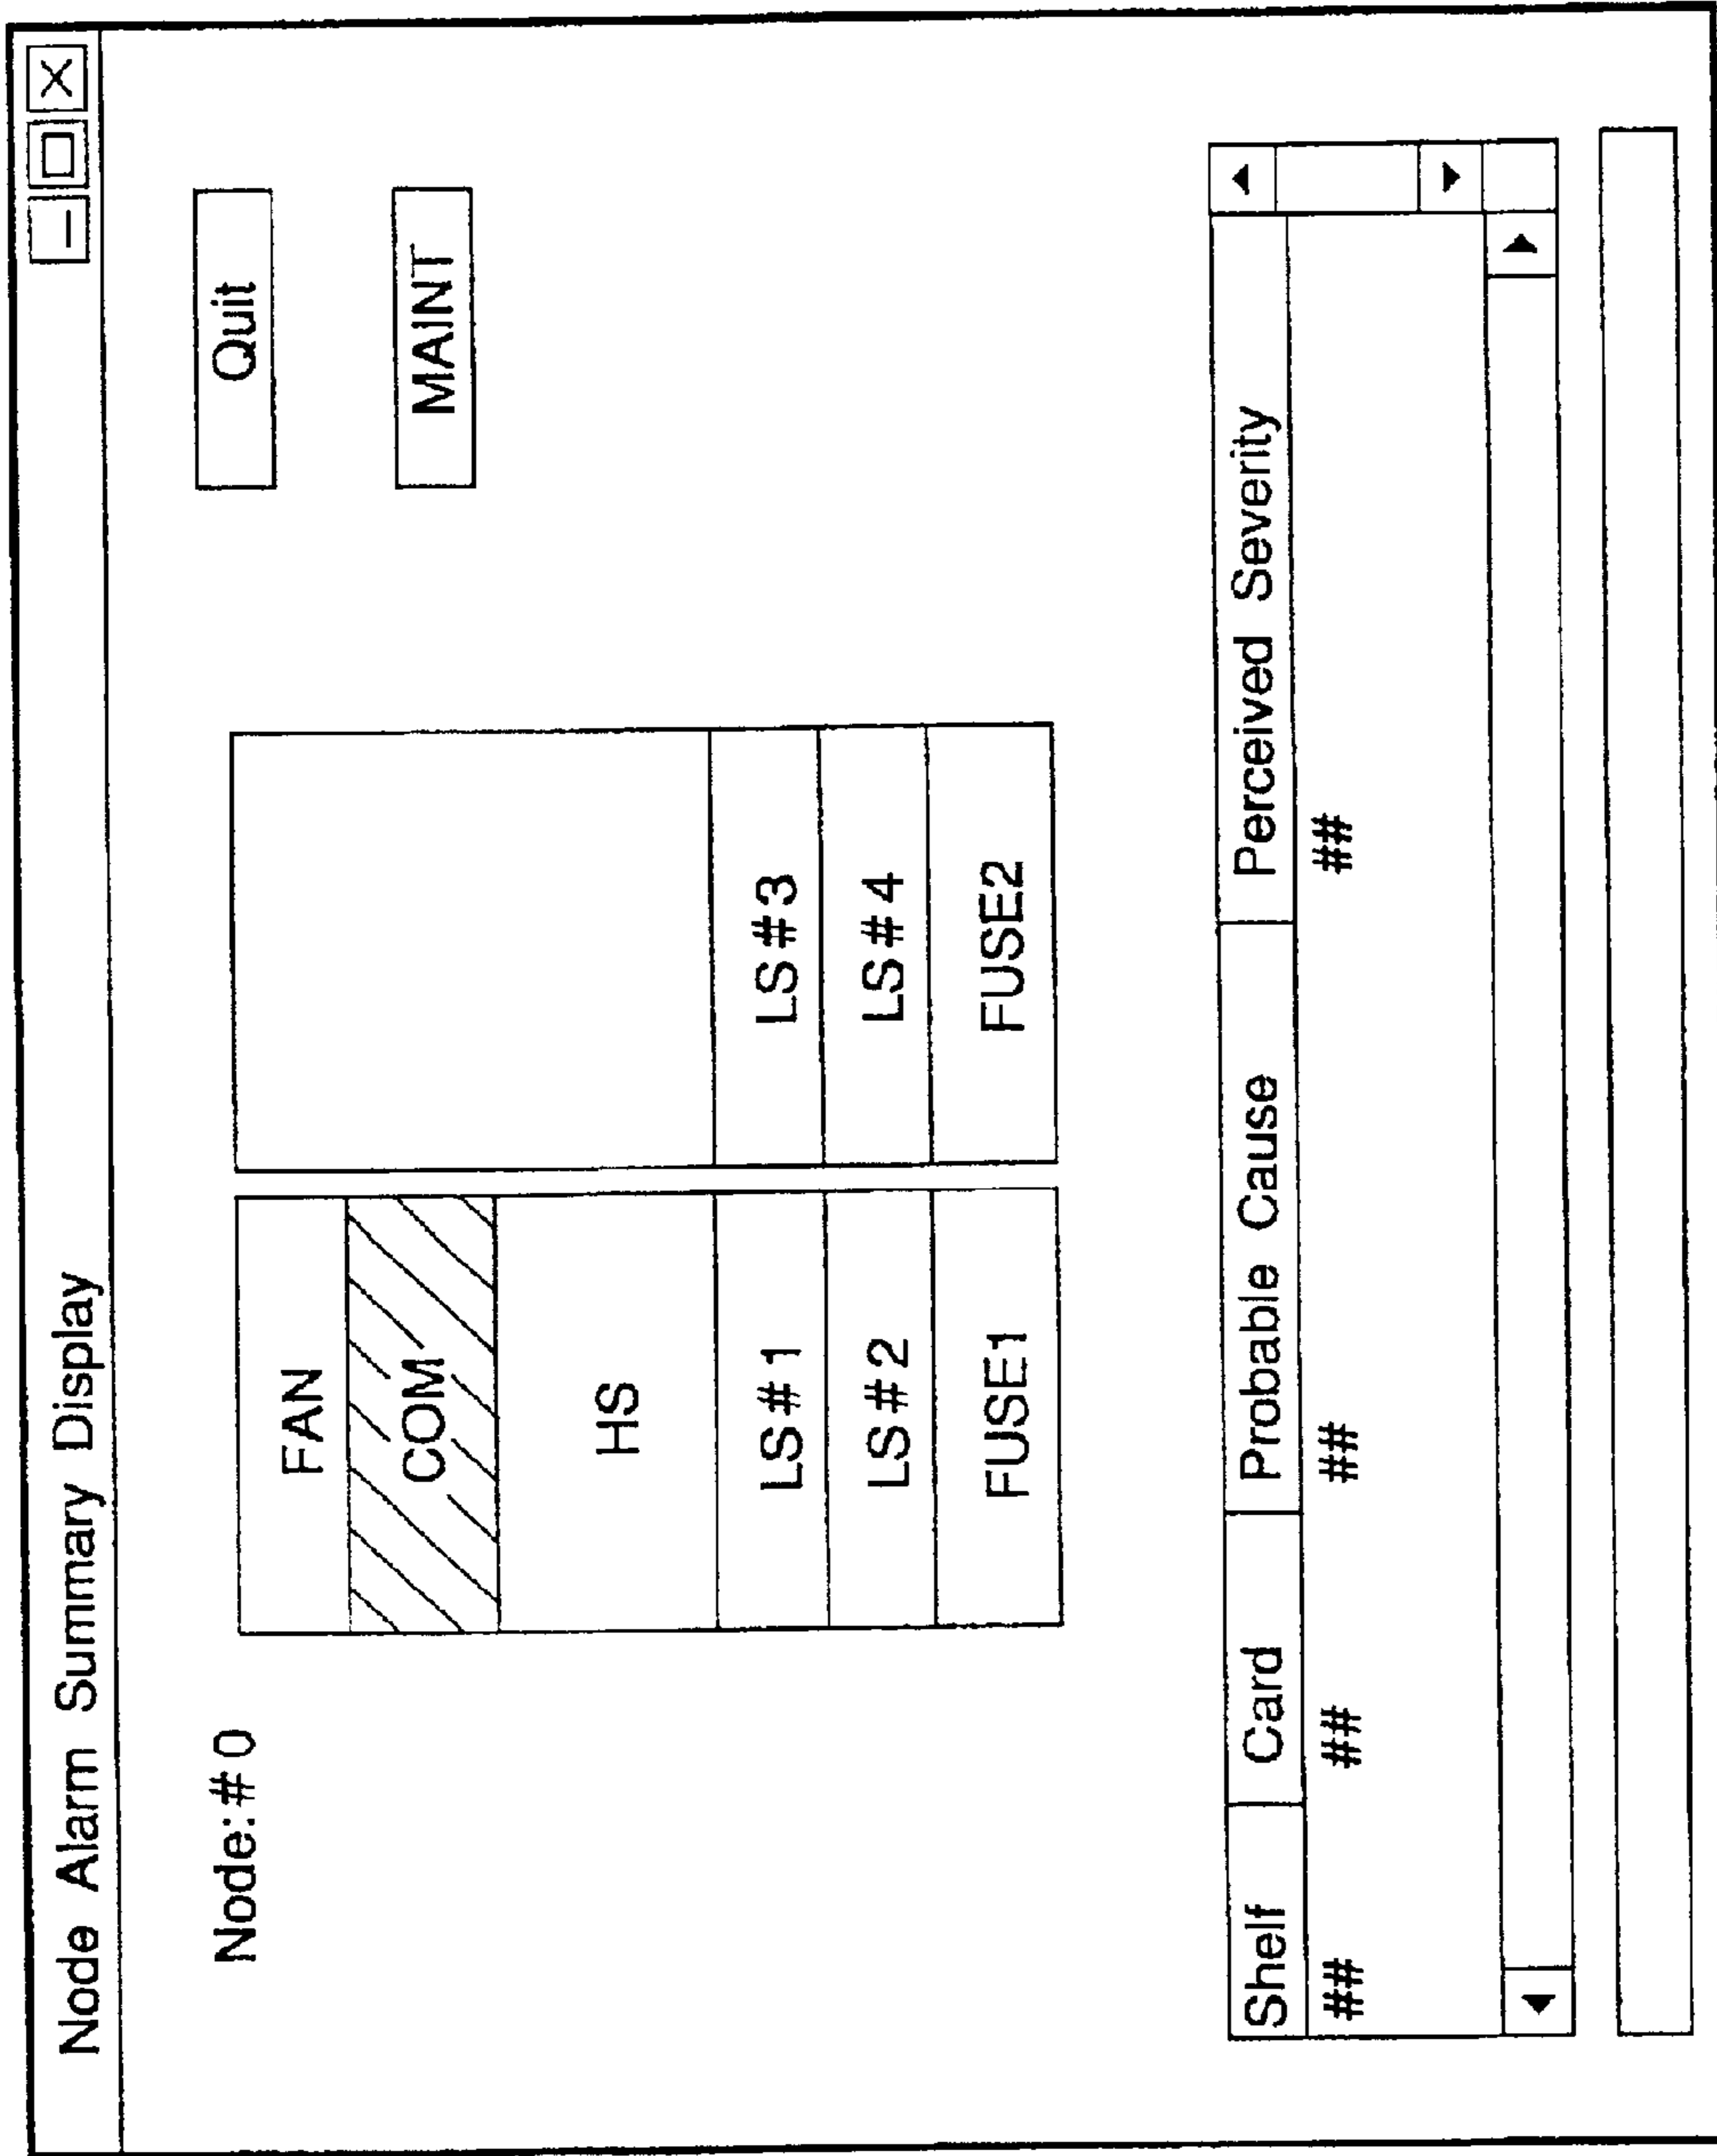 Node Alarm Summary Display
Node:#0
Quit
MAINT
FAN
COM
HS
LS#1
LS#2
FUSE1
LS#3
LS#4
FUSE2
Shelf Card Probable Cause Perceived Severity
## ## ## ##